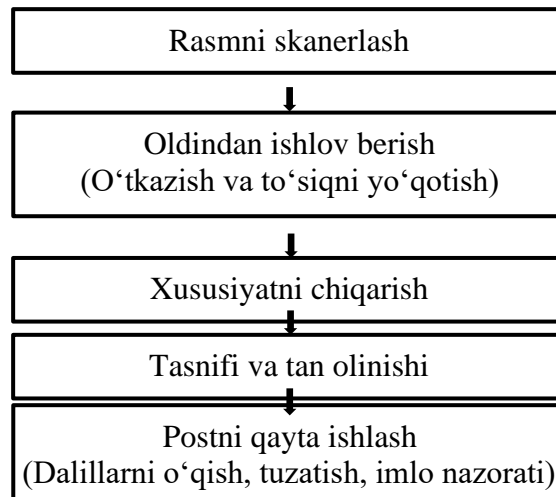 Rasmni skanerlash
Oldindan ishlov berish
(O‘tkazish va to‘siqni yo‘qotish)
Xususiyatni chiqarish
Tasnifi va tan olinishi
Postni qayta ishlash
(Dalillarni o‘qish, tuzatish, imlo nazorati)